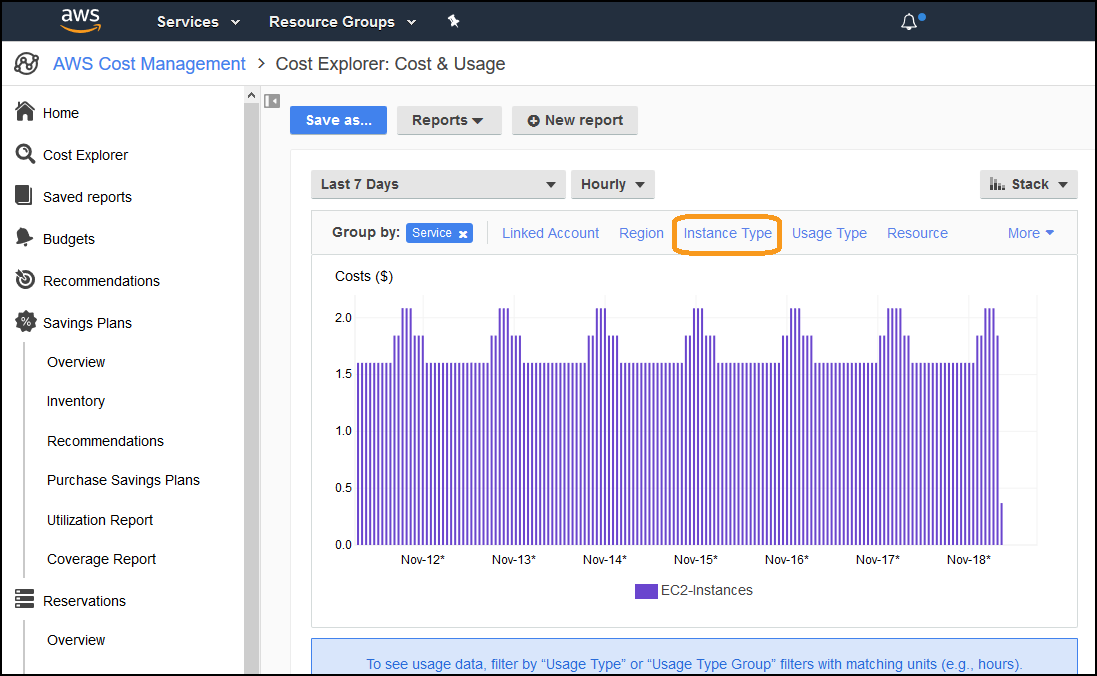 aws Services Resource Groups
AWS Cost Management > Cost Explorer: Cost & Usage
Home
Cost Explorer
Saved reports
Budgets
Recommendations
Savings Plans
Overview
Inventory
Recommendations
Purchase Savings Plans
Utilization Report
Coverage Report
Reservations
Overview
Save as... Reports New report
Last 7 Days Hourly Stack
Group by: Service Linked Account Region Instance Type Usage Type Resource More
Costs ($)
2.0
1.5
1.0
0.5
0.0
Nov-12* Nov-13* Nov-14* Nov-15* Nov-16* Nov-17* Nov-18*
EC2-Instances
To see usage data, filter by “Usage Type” or “Usage Type Group” filters with matching units (e.g., hours).